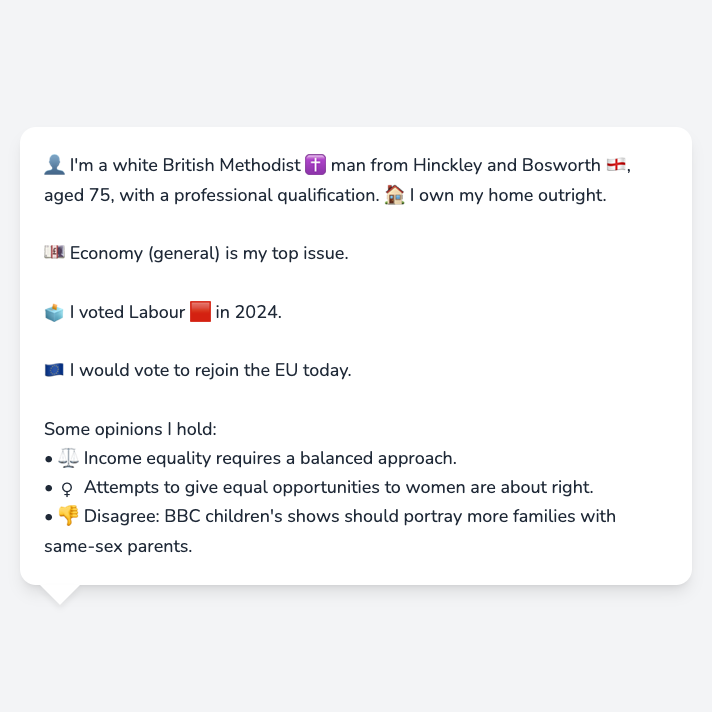 👤 I'm a white British Methodist ✝️ man from Hinckley and Bosworth 🏴󠁧󠁢󠁥󠁮󠁧󠁿,
aged 75, with a professional qualification. 🏠 I own my home outright.
💷 Economy (general) is my top issue.
🗳️ I voted Labour 🟥 in 2024.
🇪🇺 I would vote to rejoin the EU today.
Some opinions I hold:
• ⚖️ Income equality requires a balanced approach.
• ♀ Attempts to give equal opportunities to women are about right.
• 👎 Disagree: BBC children's shows should portray more families with
same-sex parents.